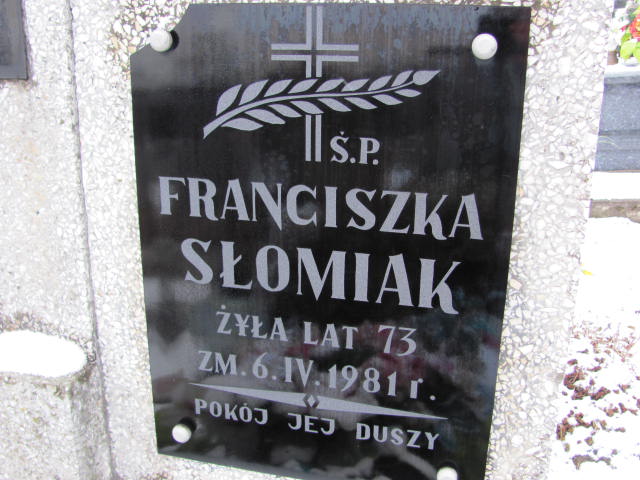 Ś.P.
FRANCISZKA
SŁOMIAK
ŻYŁA LAT 73
ZM. 6. IV. 1981 r.
POKÓJ JEJ DUSZY